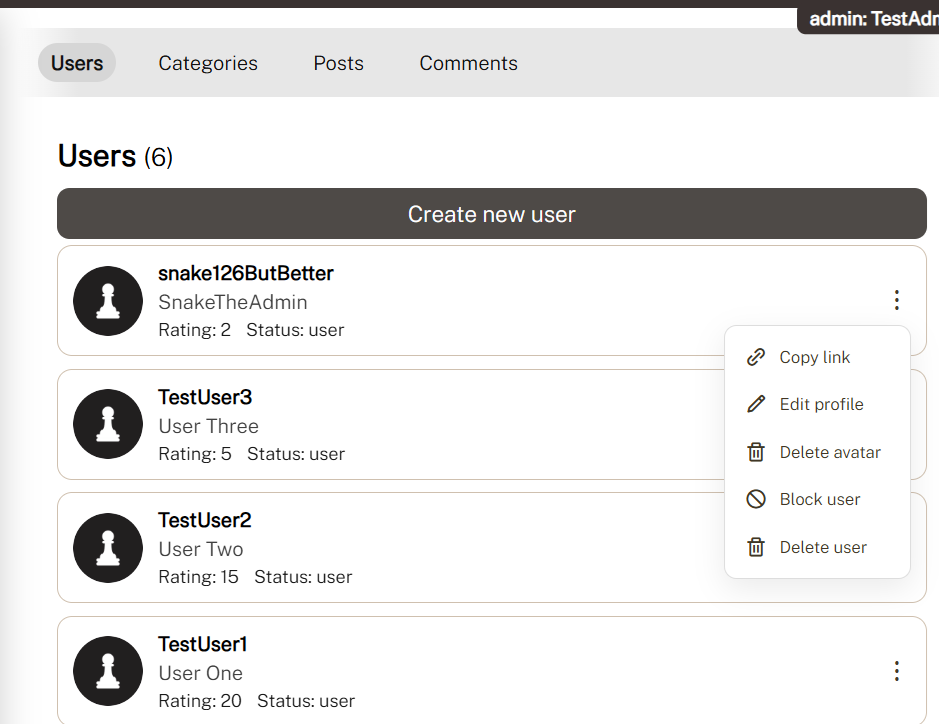 admin: TestAdm
Users Categories Posts Comments
Users (6)
Create new user
snake126ButBetter
SnakeTheAdmin
Rating: 2 Status: user
Copy link
Edit profile
Delete avatar
Block user
Delete user
TestUser3
User Three
Rating: 5 Status: user
TestUser2
User Two
Rating: 15 Status: user
TestUser1
User One
Rating: 20 Status: user